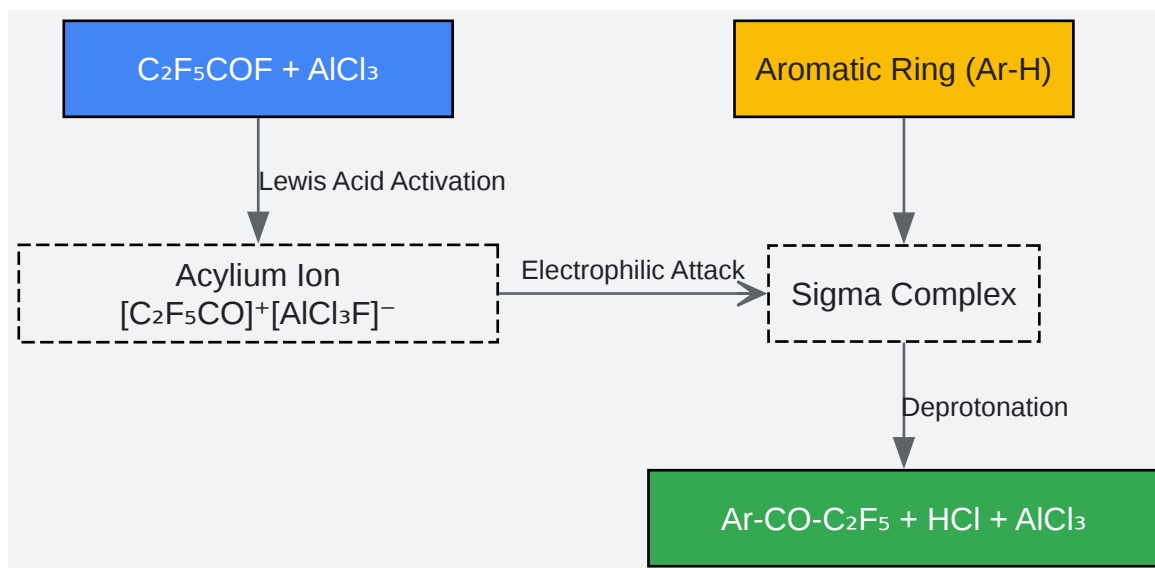 C₂F₅COF + AlCl₃
Aromatic Ring (Ar-H)
Lewis Acid Activation
Acylium Ion
[C₂F₅CO]⁺[AlCl₃F]⁻
Electrophilic Attack
Sigma Complex
Deprotonation
Ar-CO-C₂F₅ + HCl + AlCl₃